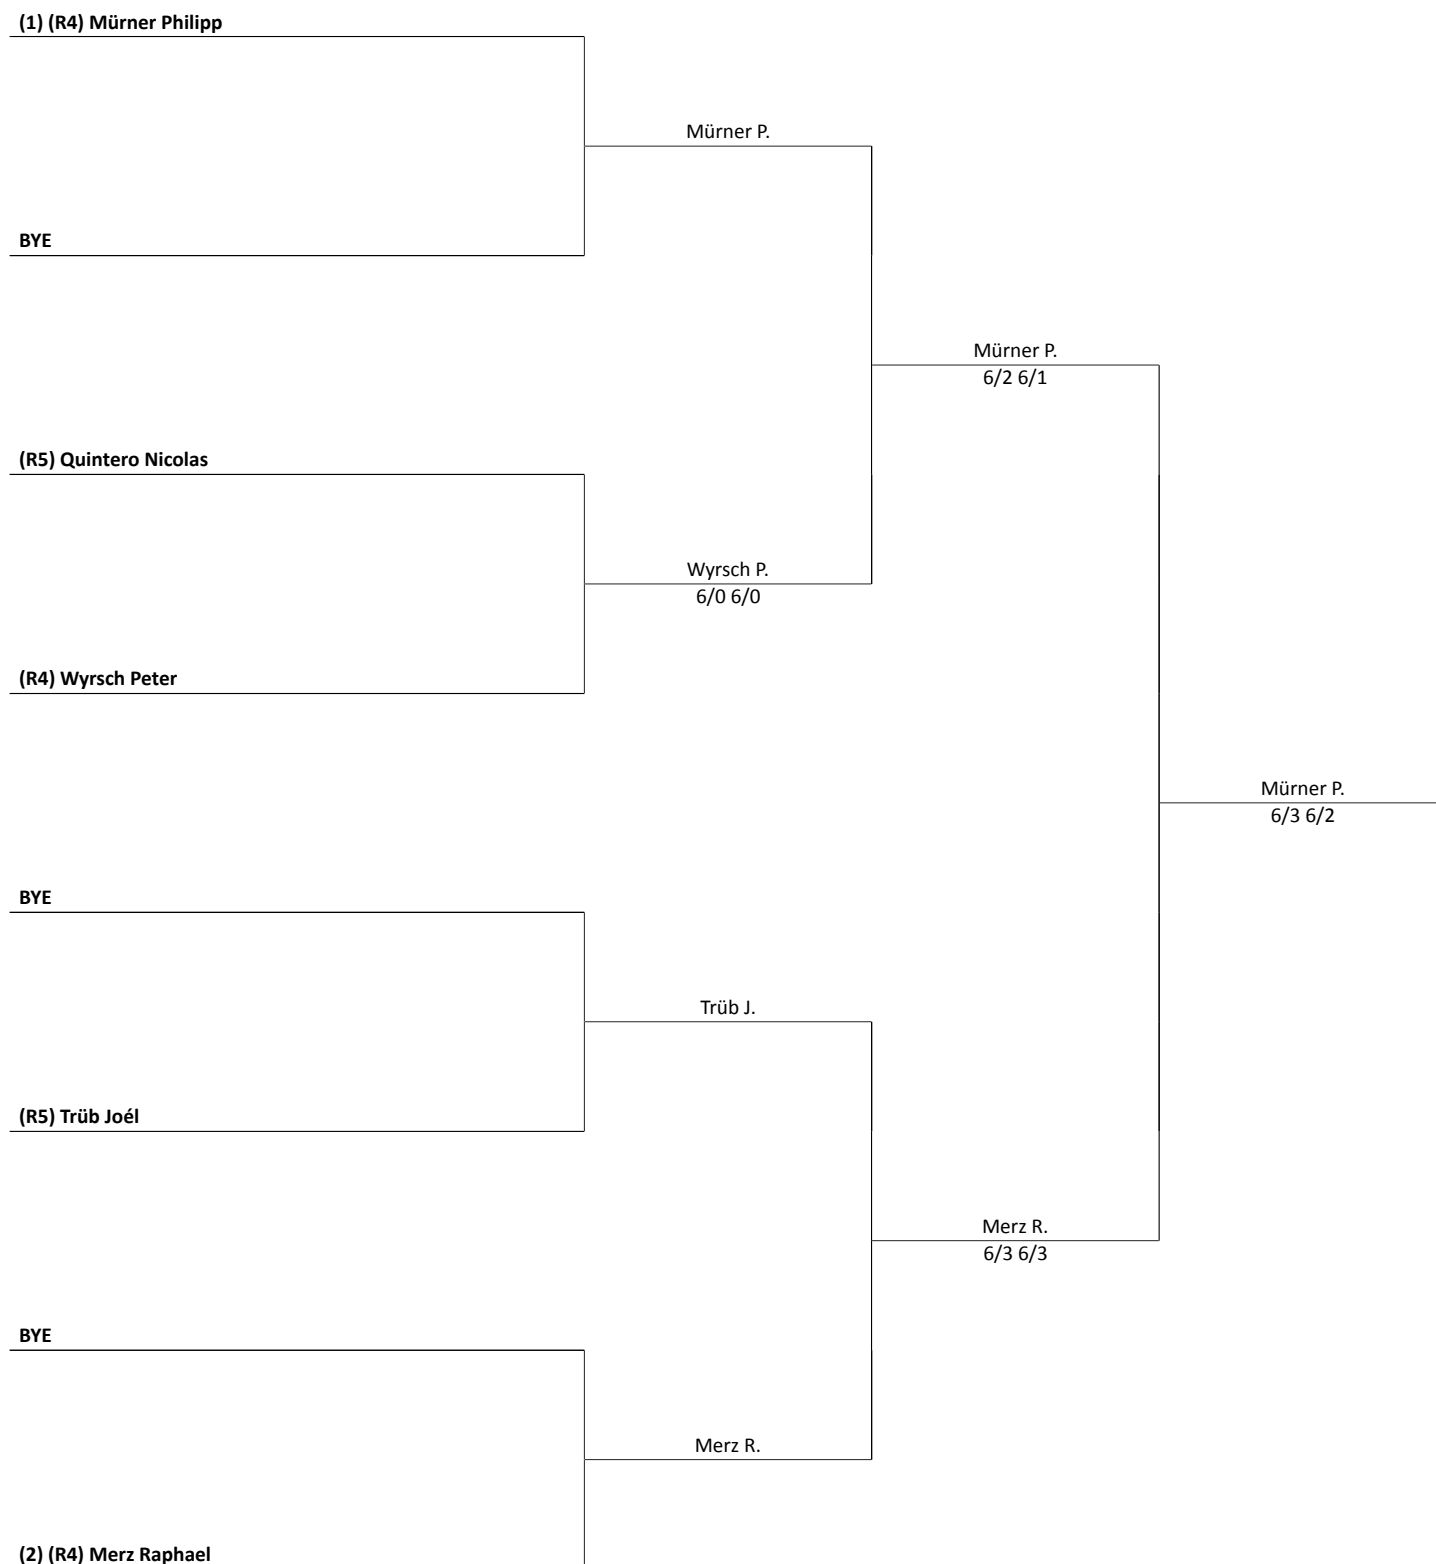 (1) (R4) Mürner Philipp
Mürner P.
BYE
Mürner P.
6/2 6/1
(R5) Quintero Nicolas
Wyrsch P.
6/0 6/0
(R4) Wyrsch Peter
Mürner P.
6/3 6/2
BYE
Trüb J.
(R5) Trüb Joél
Merz R.
6/3 6/3
BYE
Merz R.
(2) (R4) Merz Raphael